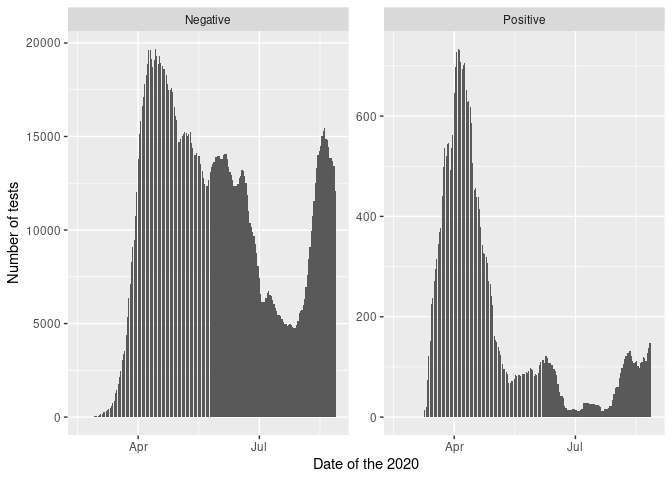 Negative
Positive
Number of tests
20000
15000
10000
5000
0
600
400
200
0
Apr
Jul
Apr
Jul
Date of the 2020